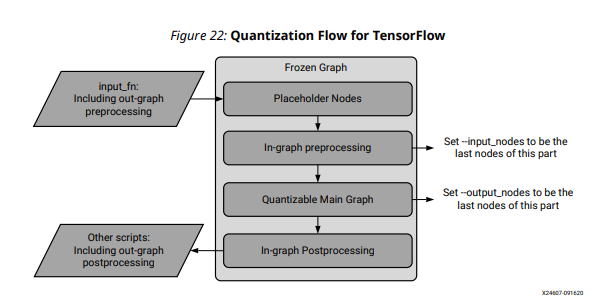 Figure 22: Quantization Flow for TensorFlow
Frozen Graph
input_fn:
Including out-graph
preprocessing
Placeholder Nodes
In-graph preprocessing
Set --input_nodes to be the
last nodes of this part
Quantizable Main Graph
Set --output_nodes to be the
last nodes of this part
Other scripts:
Including out-graph
postprocessing
In-graph Postprocessing
X24607-091620